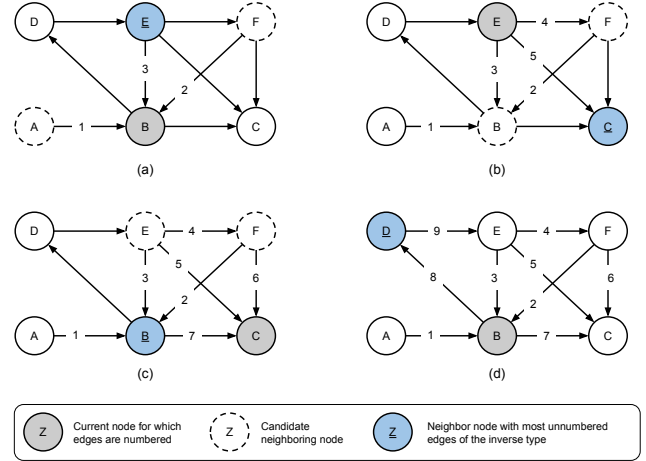 D E F
3
2
A 1 B C
(a)
D E 4 F
5
3
2
A 1 B C
(b)
D E 4 F
5
3 6
2
A 1 B 7 C
(c)
D 9 E 4 F
5
8 3 6
2
A 1 B 7 C
(d)
Z Current node for which
edges are numbered
Z Candidate
neighboring node
Z Neighbor node with most unnumbered
edges of the inverse type